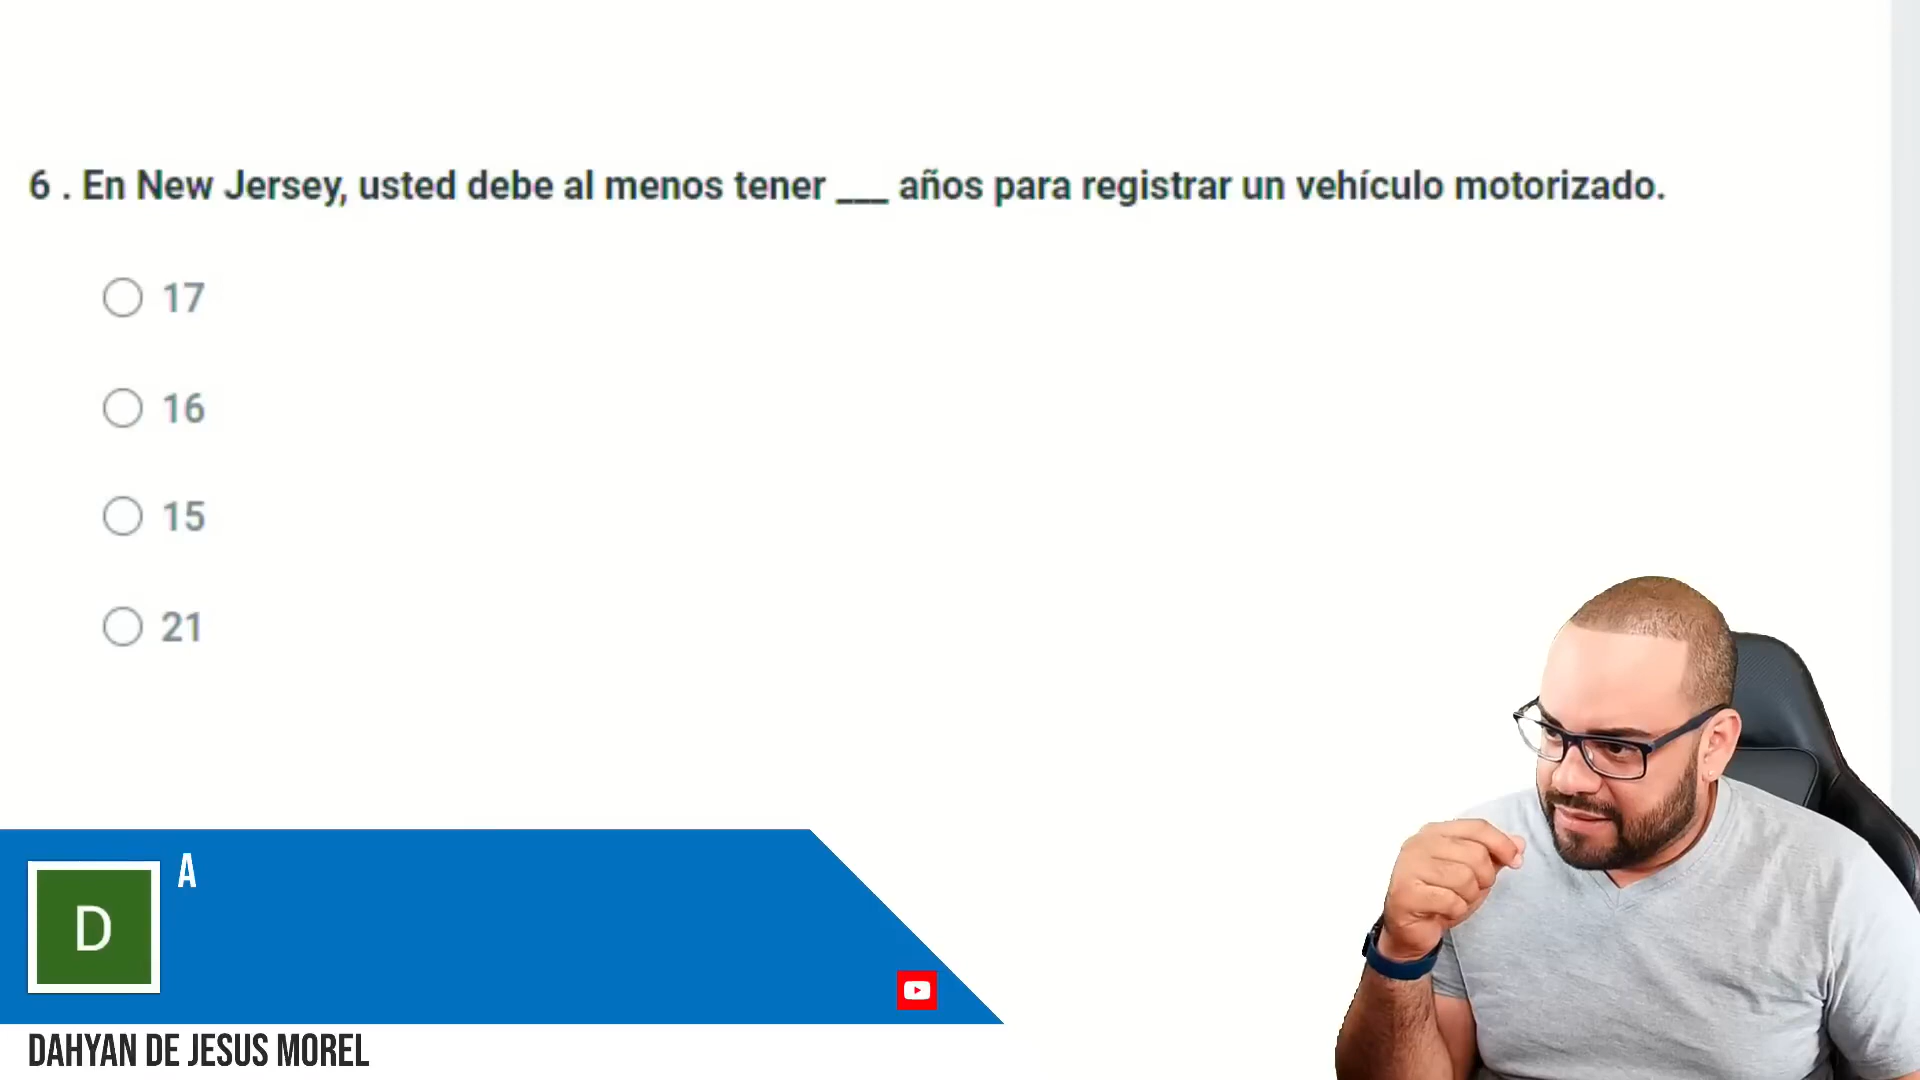 6 . En New Jersey, usted debe al menos tener ___ años para registrar un vehículo motorizado.
17
16
15
21
A
D
DAHYAN DE JESUS MOREL